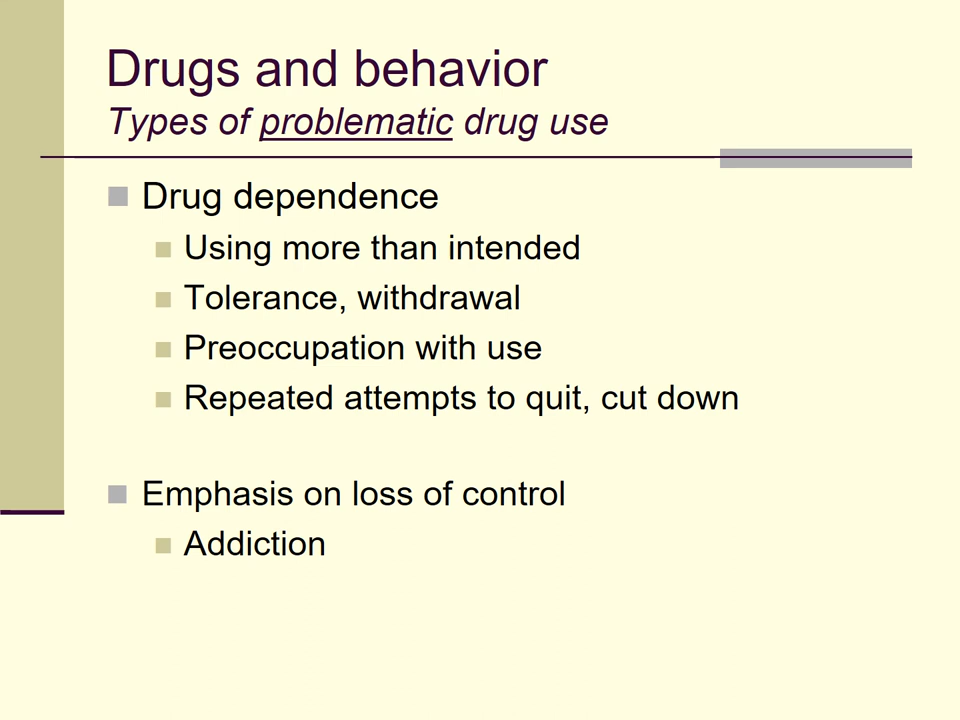 Drugs and behavior
Types of problematic drug use
Drug dependence
Using more than intended
Tolerance, withdrawal
Preoccupation with use
Repeated attempts to quit, cut down
Emphasis on loss of control
Addiction